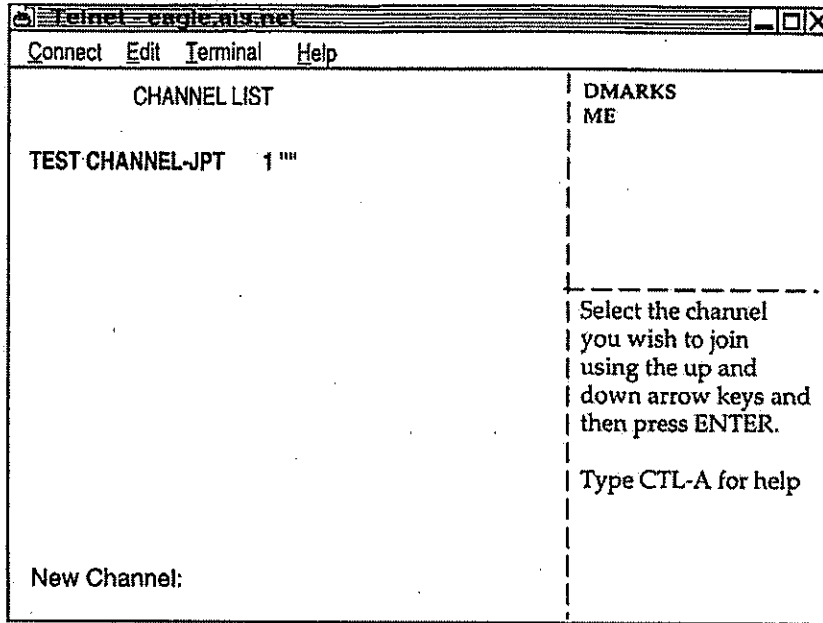 Telnet - eagle.ais.net
Connect Edit Terminal Help
CHANNEL LIST
TEST CHANNEL-JPT 1 ""
New Channel:
DMARKS
ME
Select the channel
you wish to join
using the up and
down arrow keys and
then press ENTER.
Type CTL-A for help